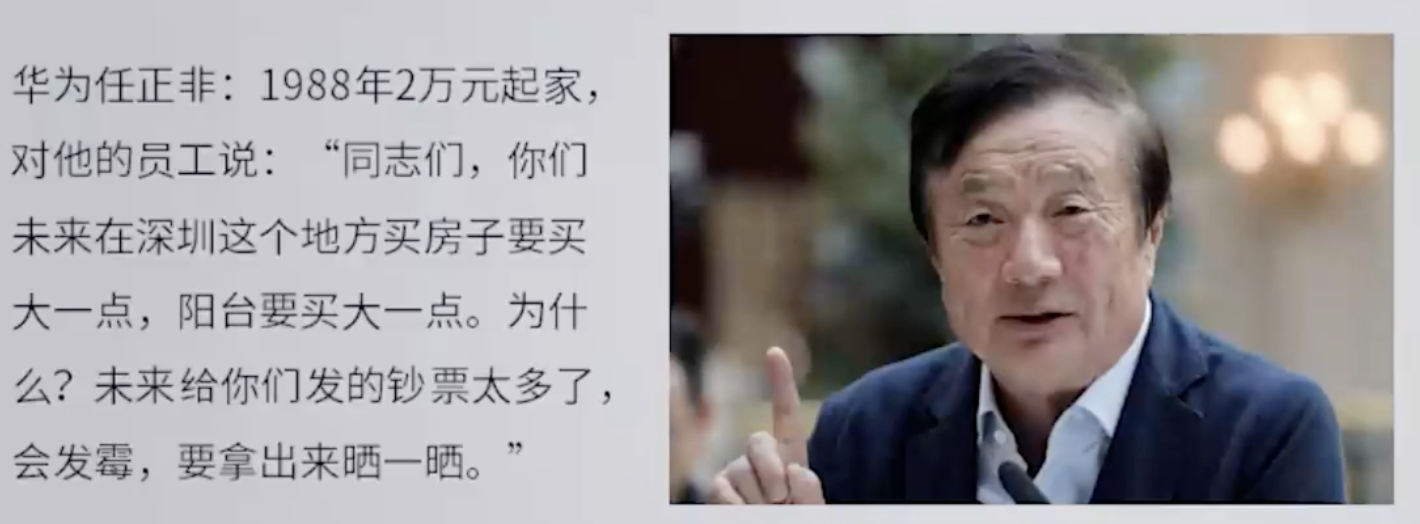 华为任正非：1988年2万元起家，
对他的员工说：“同志们，你们
未来在深圳这个地方买房子要买
大一点，阳台要买大一点。为什
么？未来给你们发的钞票太多了，
会发霉，要拿出来晒一晒。”